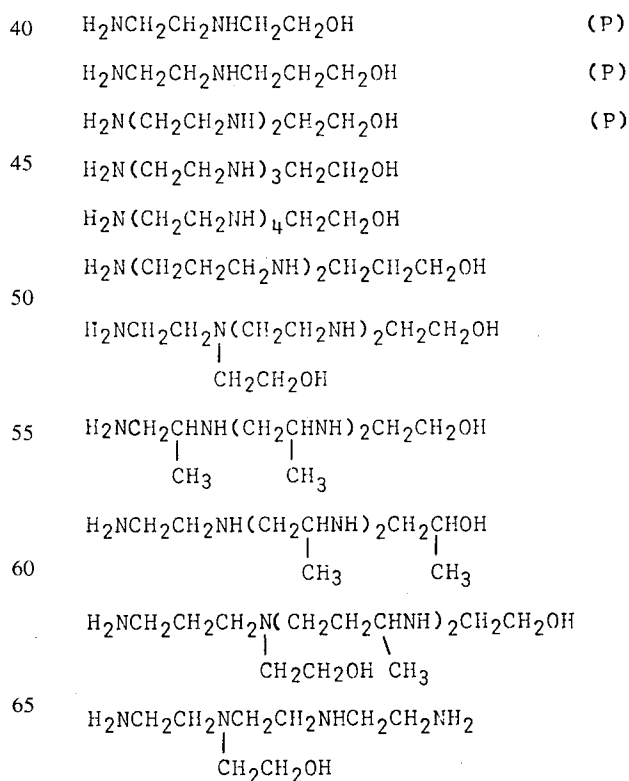 40 H₂NCH₂CH₂NHCH₂CH₂OH (P)
H₂NCH₂CH₂NHCH₂CH₂CH₂OH (P)
H₂N(CH₂CH₂NH)₂CH₂CH₂OH (P)
45 H₂N(CH₂CH₂NH)₃CH₂CH₂OH
H₂N(CH₂CH₂NH)₄CH₂CH₂OH
H₂N(CH₂CH₂CH₂NH)₂CH₂CH₂CH₂OH
50
H₂NCH₂CH₂N(CH₂CH₂NH)₂CH₂CH₂OH
CH₂CH₂OH
55 H₂NCH₂CHNH(CH₂CHNH)₂CH₂CH₂OH
CH₃ CH₃
H₂NCH₂CH₂NH(CH₂CHNH)₂CH₂CHOH
60 CH₃ CH₃
H₂NCH₂CH₂CH₂N(CH₂CH₂CHNH)₂CH₂CH₂OH
CH₂CH₂OH CH₃
65 H₂NCH₂CH₂NCH₂CH₂NHCH₂CH₂NH₂
CH₂CH₂OH